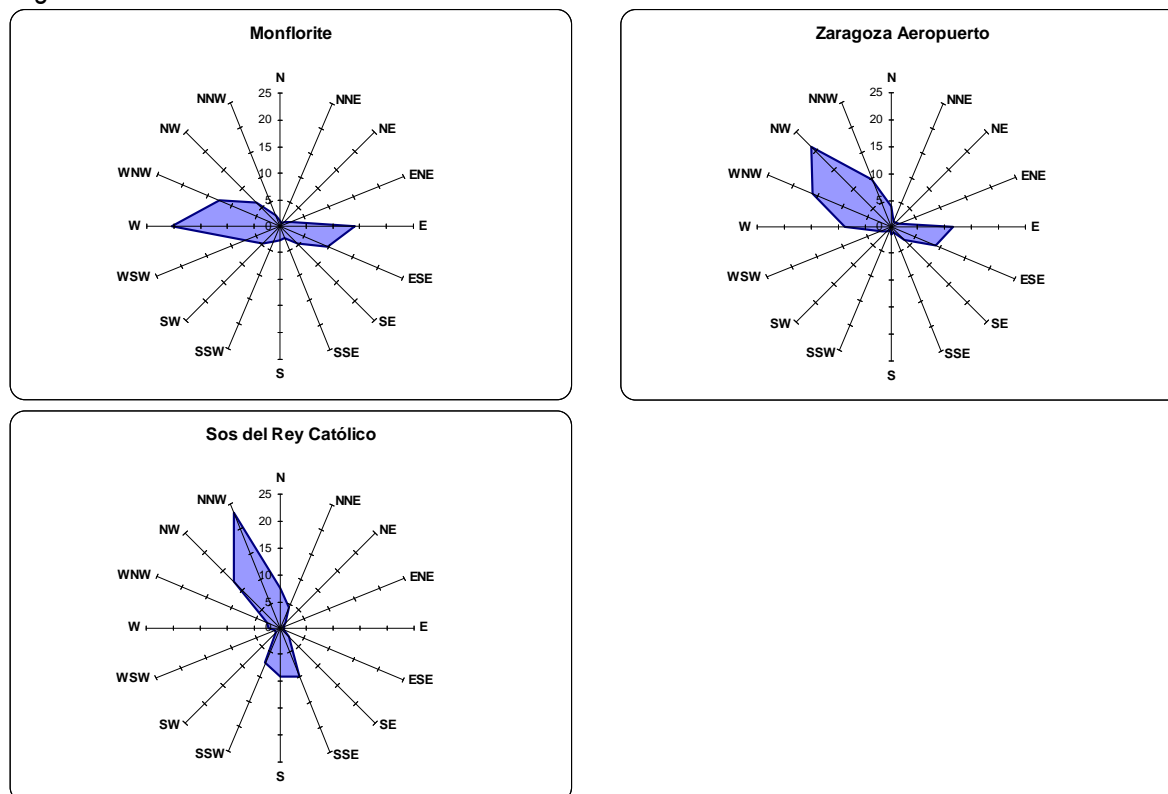 Monflorite
N
25
NNW
NNE
20
NW
NE
15
WNW
ENE
10
5
W
0
E
WSW
ESE
SW
SE
SSW
SSE
S
Zaragoza Aeropuerto
N
25
NNW
NNE
20
NW
NE
15
WNW
ENE
10
5
W
0
E
WSW
ESE
SW
SE
SSW
SSE
S
Sos del Rey Católico
N
25
NNW
NNE
20
NW
NE
15
WNW
ENE
10
5
W
0
E
WSW
ESE
SW
SE
SSW
SSE
S